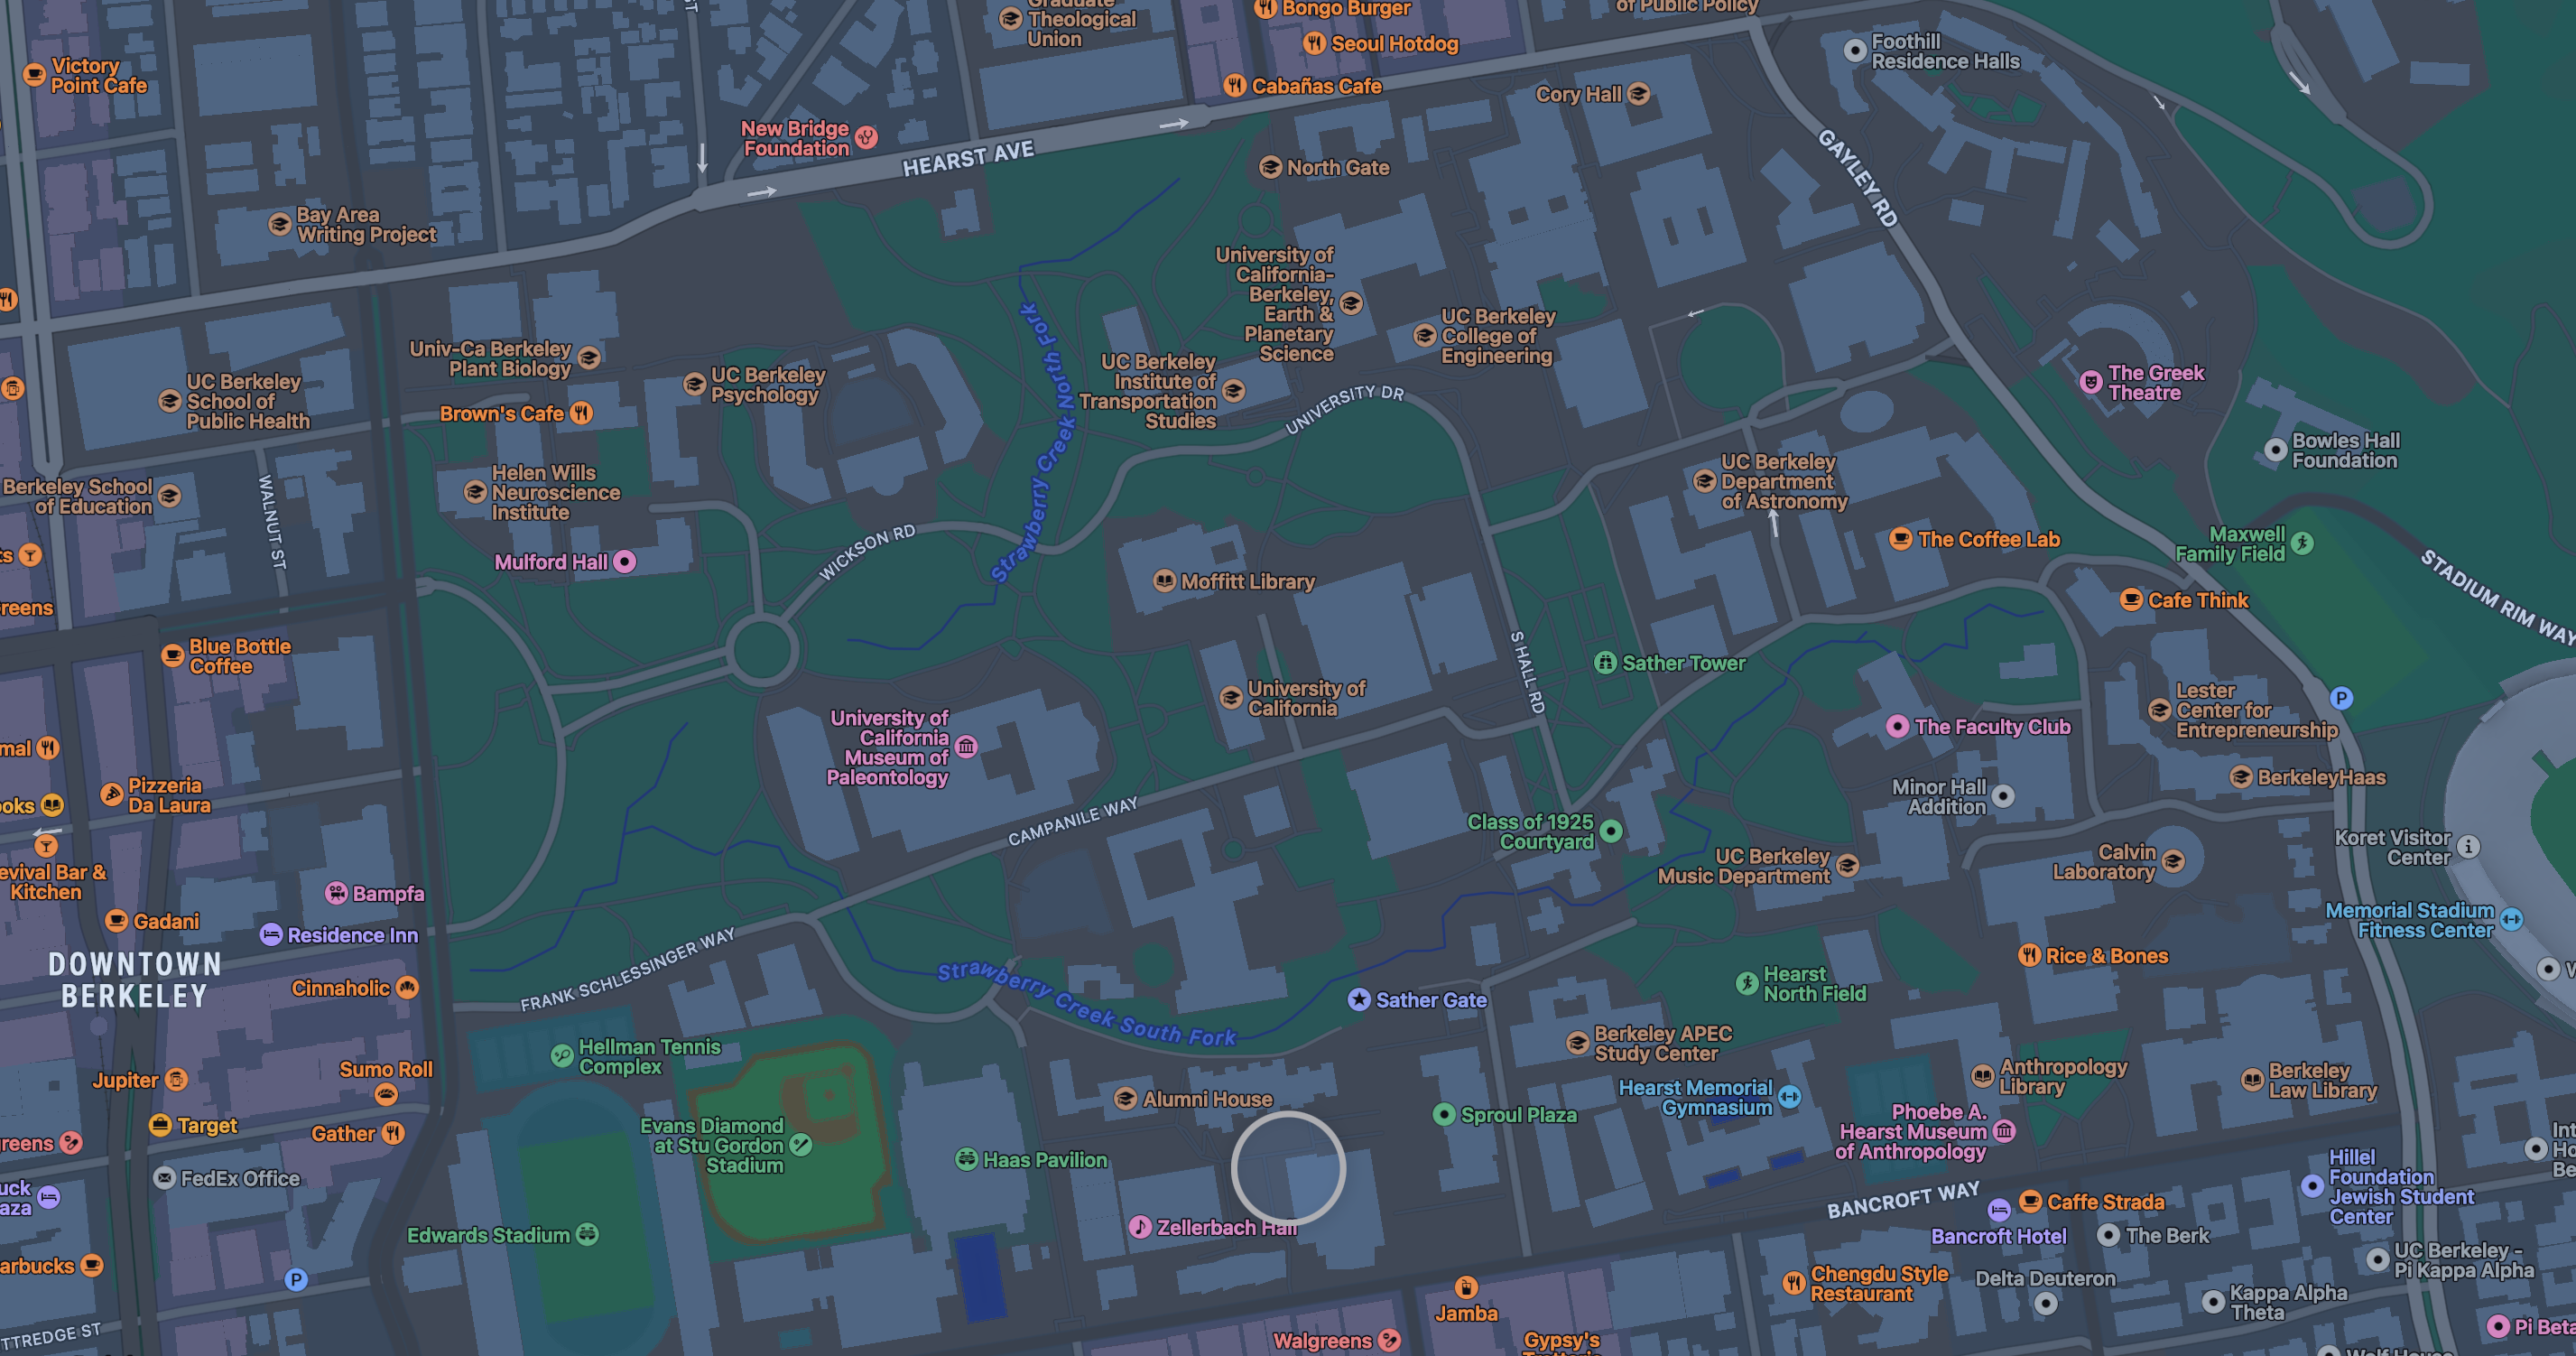 Graduate
Theological
Union
Bongo Burger
of Public Policy
Seoul Hotdog
Foothill
Residence Halls
Victory
Point Cafe
Cabañas Cafe
Cory Hall
New Bridge
Foundation
HEARST AVE
North Gate
GAYLEY RD
Bay Area
Writing Project
University of
California-
Berkeley,
Earth &
Planetary
Science
UC Berkeley
College of
Engineering
Strawberry Creek North Fork
Univ-Ca Berkeley
Plant Biology
UC Berkeley
Psychology
UC Berkeley
Institute of
Transportation
Studies
UNIVERSITY DR
The Greek
Theatre
UC Berkeley
School of
Public Health
Brown's Cafe
Bowles Hall
Foundation
Helen Wills
Neuroscience
Institute
UC Berkeley
Department
of Astronomy
Berkeley School
of Education
WALNUT ST
WICKSON RD
The Coffee Lab
Maxwell
Family Field
STADIUM RIM WAY
Mulford Hall
Moffitt Library
Cafe Think
reens
Blue Bottle
Coffee
S HALL RD
Sather Tower
University of
California
Lester
Center for
Entrepreneurship
P
University of
California
Museum of
Paleontology
The Faculty Club
mal
Pizzeria
Da Laura
ooks
Minor Hall
Addition
BerkeleyHaas
CAMPANILE WAY
Class of 1925
Courtyard
Koret Visitor
Center
evival Bar &
Kitchen
UC Berkeley
Music Department
Calvin
Laboratory
Bampfa
Gadani
Residence Inn
Memorial Stadium
Fitness Center
DOWNTOWN
BERKELEY
FRANK SCHLESSINGER WAY
Cinnaholic
Strawberry Creek South Fork
Rice & Bones
Sather Gate
Hearst
North Field
Hellman Tennis
Complex
Berkeley APEC
Study Center
Jupiter
Sumo Roll
Alumni House
Hearst Memorial
Gymnasium
Anthropology
Library
Berkeley
Law Library
Target
Gather
Evans Diamond
at Stu Gordon
Stadium
Sproul Plaza
Phoebe A.
Hearst Museum
of Anthropology
reens
Haas Pavilion
FedEx Office
uck
aza
Hillel
Foundation
Jewish Student
Center
Int
Ho
Be
BANCROFT WAY
Caffe Strada
Edwards Stadium
Zellerbach Hall
Bancroft Hotel
The Berk
arbucks
P
UC Berkeley -
Pi Kappa Alpha
Chengdu Style
Restaurant
Delta Deuteron
Kappa Alpha
Theta
Jamba
TTREDGE ST
Walgreens
Gypsy's
Pi Beta